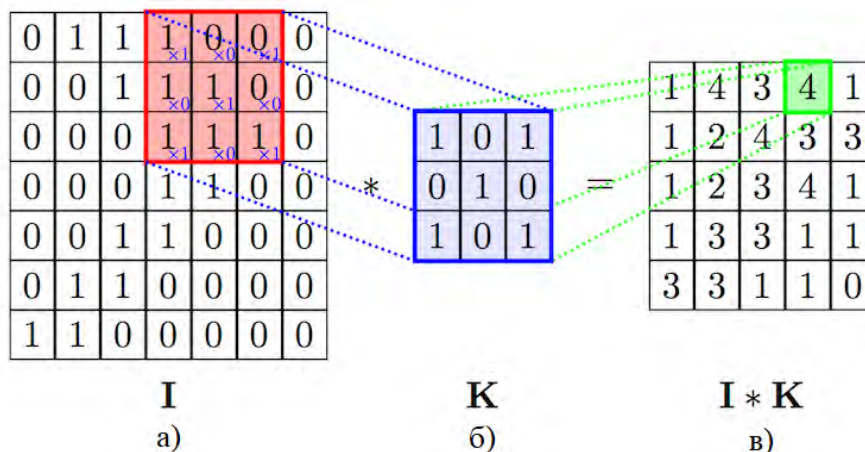 0 1 1 1×1 0×0 0×1 0
0 0 1 1×0 1×1 0×0 0
0 0 0 1×1 1×0 1×1 0
0 0 0 1 1 0 0
0 0 1 1 0 0 0
0 1 1 0 0 0 0
1 1 0 0 0 0 0
I
а)
*
1 0 1
0 1 0
1 0 1
K
б)
=
1 4 3 4 1
1 2 4 3 3
1 2 3 4 1
1 3 3 1 1
3 3 1 1 0
I ∗ K
в)